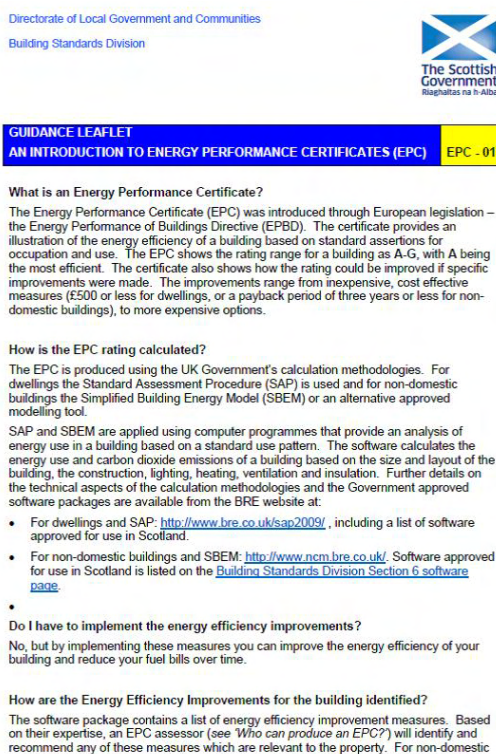 Directorate of Local Government and Communities
Building Standards Division
The Scottish
Government
Riaghaltas na h-Alba
GUIDANCE LEAFLET
AN INTRODUCTION TO ENERGY PERFORMANCE CERTIFICATES (EPC)
EPC - 01
What is an Energy Performance Certificate?
The Energy Performance Certificate (EPC) was introduced through European legislation –
the Energy Performance of Buildings Directive (EPBD). The certificate provides an
illustration of the energy efficiency of a building based on standard assertions for
occupation and use. The EPC shows the rating range for a building as A-G, with A being
the most efficient. The certificate also shows how the rating could be improved if specific
improvements were made. The improvements range from inexpensive, cost effective
measures (£500 or less for dwellings, or a payback period of three years or less for non-
domestic buildings), to more expensive options.
How is the EPC rating calculated?
The EPC is produced using the UK Government's calculation methodologies. For
dwellings the Standard Assessment Procedure (SAP) is used and for non-domestic
buildings the Simplified Building Energy Model (SBEM) or an alternative approved
modelling tool.
SAP and SBEM are applied using computer programmes that provide an analysis of
energy use in a building based on a standard use pattern. The software calculates the
energy use and carbon dioxide emissions of a building based on the size and layout of the
building, the construction, lighting, heating, ventilation and insulation. Further details on
the technical aspects of the calculation methodologies and the Government approved
software packages are available from the BRE website at:
• For dwellings and SAP: http://www.bre.co.uk/sap2009/ , including a list of software
approved for use in Scotland.
• For non-domestic buildings and SBEM: http://www.ncm.bre.co.uk/. Software approved
for use in Scotland is listed on the Building Standards Division Section 6 software
page.
•
Do I have to implement the energy efficiency improvements?
No, but by implementing these measures you can improve the energy efficiency of your
building and reduce your fuel bills over time.
How are the Energy Efficiency Improvements for the building identified?
The software package contains a list of energy efficiency improvement measures. Based
on their expertise, an EPC assessor (see 'Who can produce an EPC?') will identify and
recommend any of these measures which are relevant to the property. For non-domestic